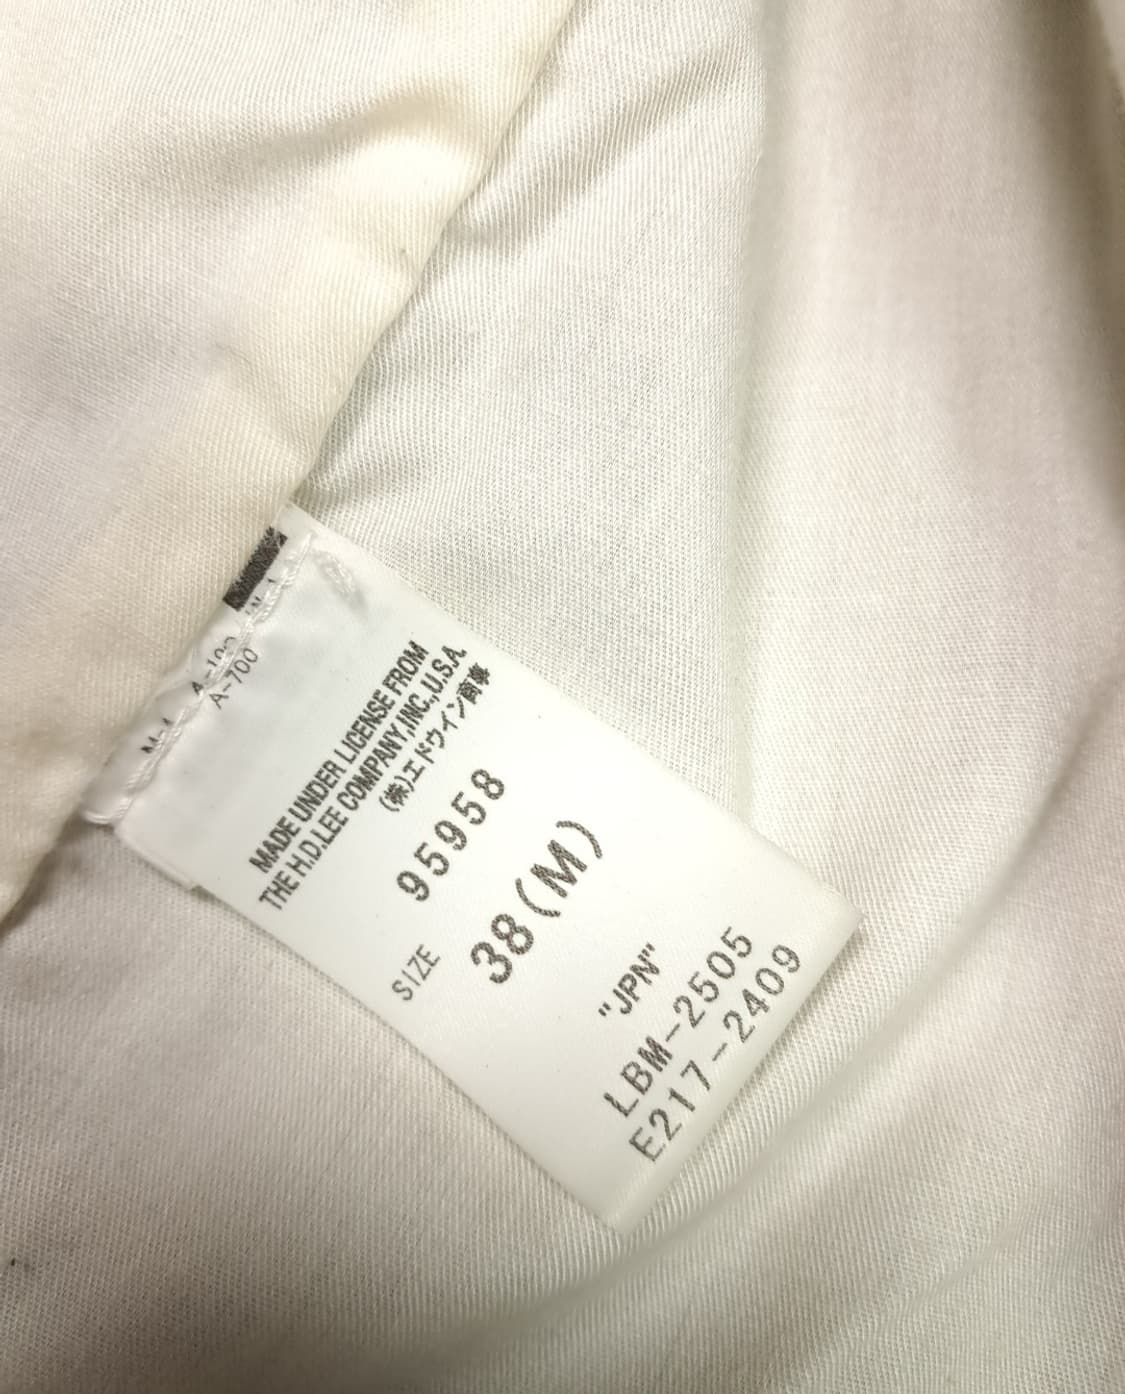 A-700
MADE UNDER LICENSE FROM
THE H.D.LEE COMPANY,INC.,U.S.A.
(株)エドウイン商事
95958
SIZE 38(M)
"JPN"
LBM-2505
E217-2409